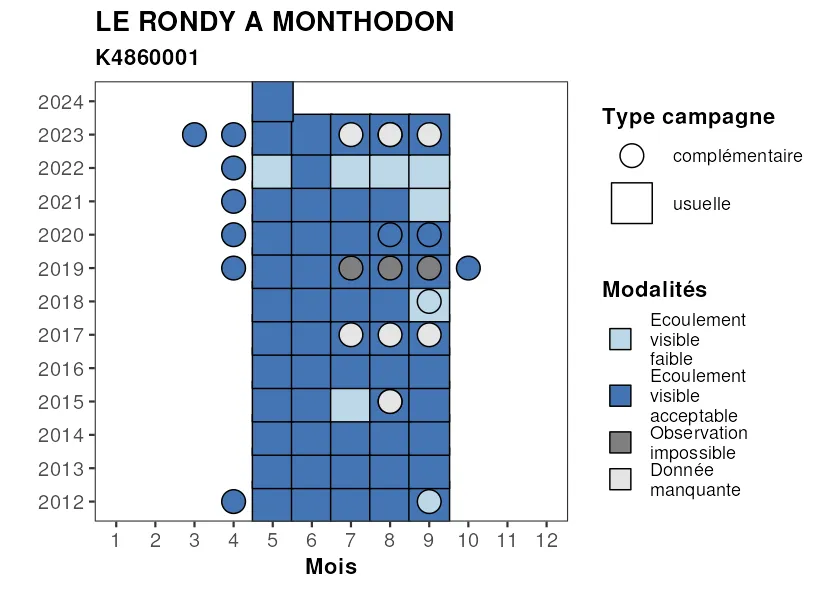 LE RONDY A MONTHODON
K4860001
2024
2023
2022
2021
2020
2019
2018
2017
2016
2015
2014
2013
2012
1 2 3 4 5 6 7 8 9 10 11 12
Mois
Type campagne
complémentaire
usuelle
Modalités
Ecoulement
visible
faible
Ecoulement
visible
acceptable
Observation
impossible
Donnée
manquante